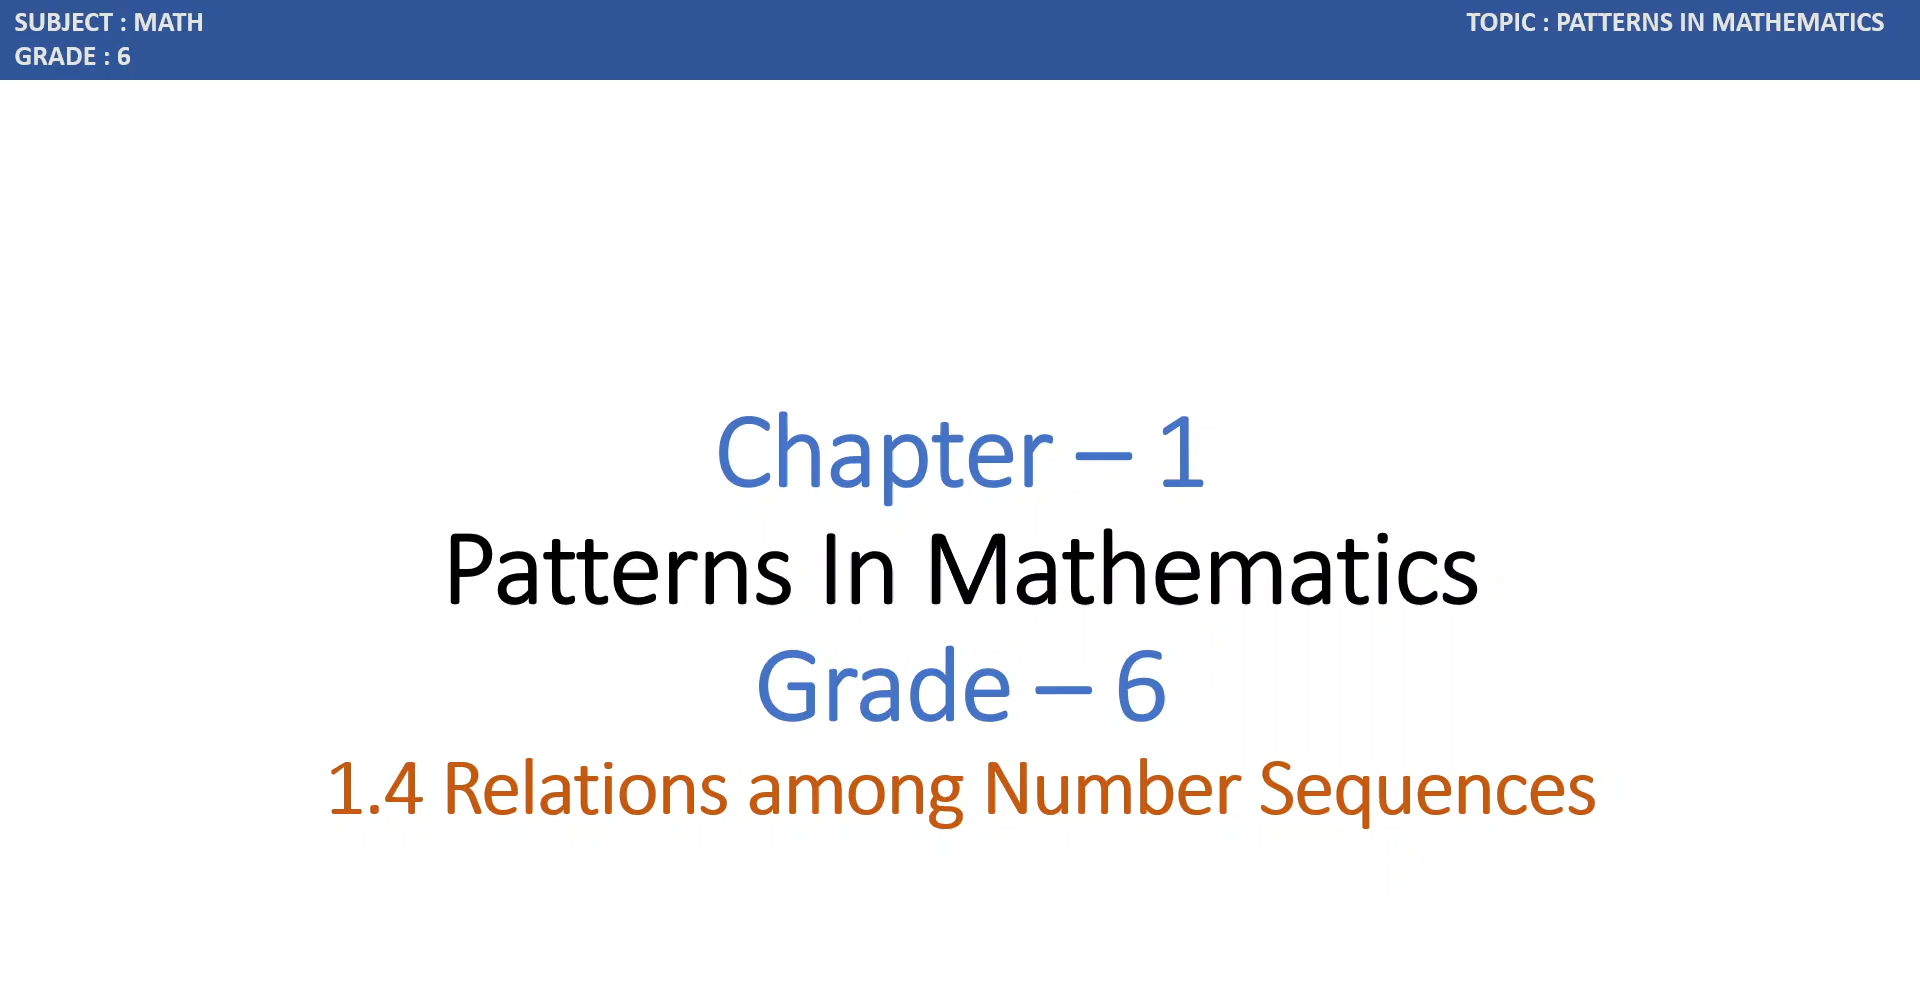 SUBJECT : MATH
GRADE : 6
TOPIC : PATTERNS IN MATHEMATICS
Chapter – 1
Patterns In Mathematics
Grade – 6
1.4 Relations among Number Sequences